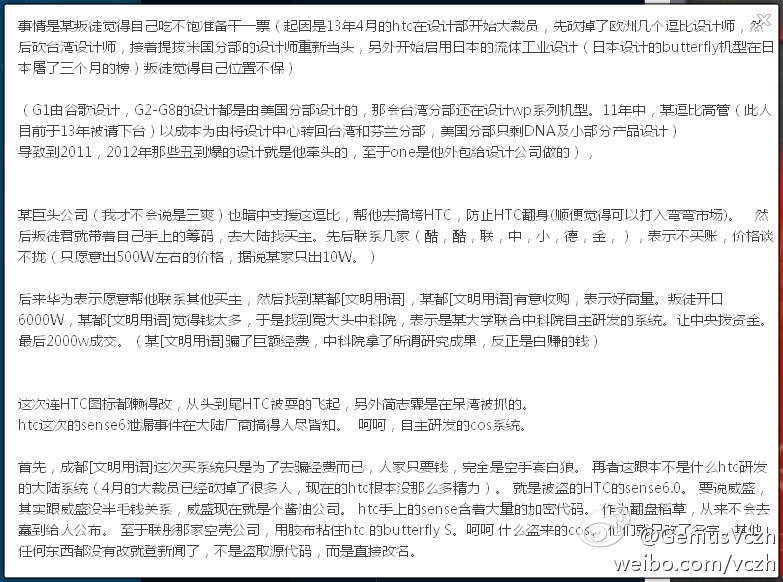 事情是某叛徒觉得自己吃不饱准备干一票（起因是13年4月的htc在设计部开始大裁员，先砍掉了欧洲几个逗比设计师，然
后砍台湾设计师，接着提拔米国分部的设计师重新当头，另外开始启用日本的流体工业设计（日本设计的butterfly机型在日
本屠了三个月的榜）叛徒觉得自己位置不保）
（G1由谷歌设计，G2-G8的设计都是由美国分部设计的，那会台湾分部还在设计wp系列机型。11年中，某逗比高管（此人
目前于13年被请下台）以成本为由将设计中心转回台湾和芬兰分部，美国分部只剩DNA及小部分产品设计）
导致到2011，2012年那些丑到爆的设计就是他牵头的，至于one是他外包给设计公司做的），
某巨头公司（我才不会说是三爽）也暗中支援这逗比，帮他去搞垮HTC，防止HTC翻身(顺便觉得可以打入弯弯市场)。 然
后叛徒君就带着自己手上的筹码，去大陆找买主。先后联系几家（酷，酷，联，中，小，德，金，），表示不买账，价格谈
不拢（只愿意出500W左右的价格，据说某家只出10W。）
后来华为表示愿意帮他联系其他买主，然后找到某都[文明用语]，某都[文明用语]有意收购，表示好商量。叛徒开口
6000W，某都[文明用语]觉得钱太多，于是找到冤大头中科院，表示是某大学联合中科院自主研发的系统。让中央拨资金。
最后2000w成交。（某[文明用语]骗了巨额经费，中科院拿了所谓研究成果，反正是白赚的钱）
这次连HTC图标都懒得改，从头到尾HTC被耍的飞起，另外简志霖是在呆湾被抓的。
htc这次的sense6泄漏事件在大陆厂商搞得人尽皆知。 呵呵，自主研发的cos系统。
首先，成都[文明用语]这次买系统只是为了去骗经费而已，人家只要钱，完全是空手套白狼。 再者这跟本不是什么htc研发
的大陆系统（4月的大裁员已经砍掉了很多人，现在的htc根本没那么多精力）。 就是被盗的HTC的sense6.0。 要说威盛，
其实跟威盛没半毛钱关系，威盛现在就是个酱油公司。 htc手上的sense含着大量的加密代码。 作为翻盘稻草，从来不会去
蠢到给人公布。 至于联彤那家空壳公司，用胶布粘住htc 的butterfly S。呵呵 什么盗来的cos。他们就只改了名字，其他
任何东西都没有改就登新闻了，不是盗取源代码，而是直接改名。
@GeniusVczh
weibo.com/vczh